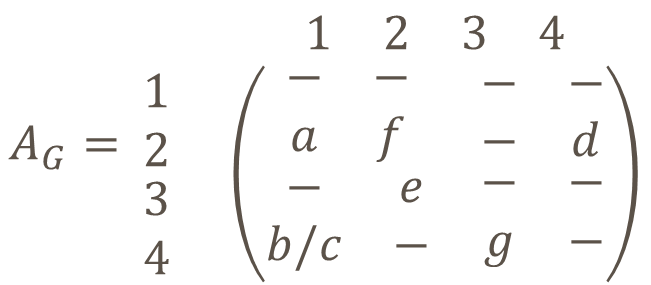 1 2 3 4
1 — — — —
A_G = 2 a f — d
3 — e — —
4 b/c – g –